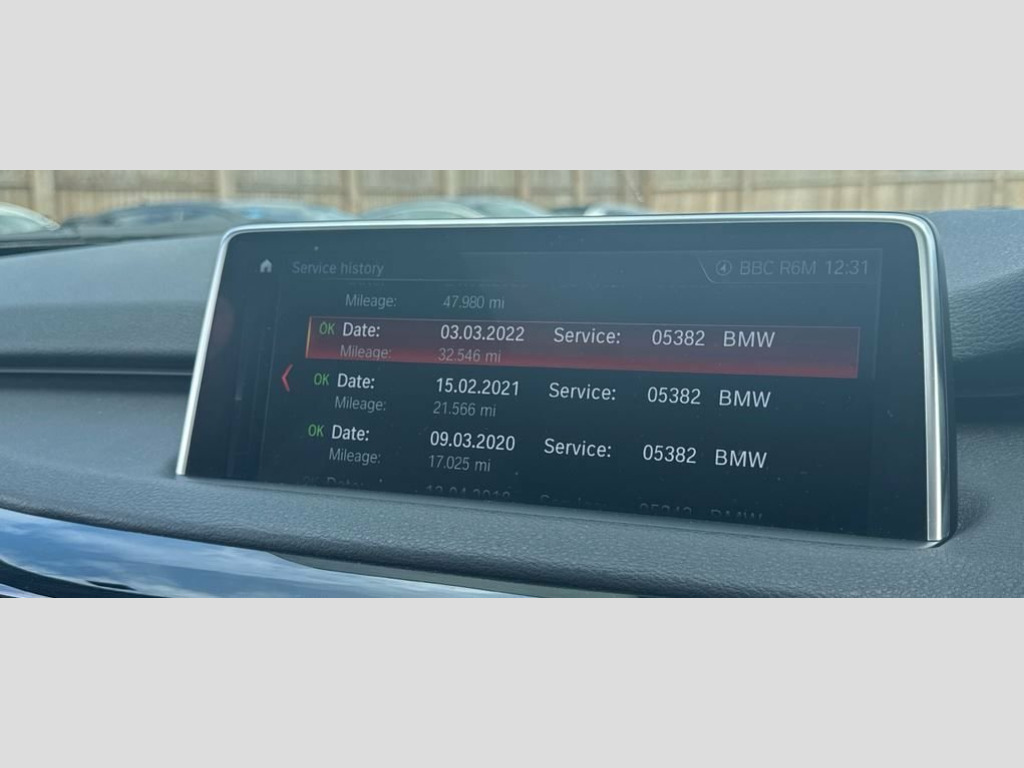 Service history BBC R6M 12:31
Mileage: 47.980 mi
OK Date: 03.03.2022 Service: 05382 BMW
Mileage: 32.546 mi
OK Date: 15.02.2021 Service: 05382 BMW
Mileage: 21.566 mi
OK Date: 09.03.2020 Service: 05382 BMW
Mileage: 17.025 mi